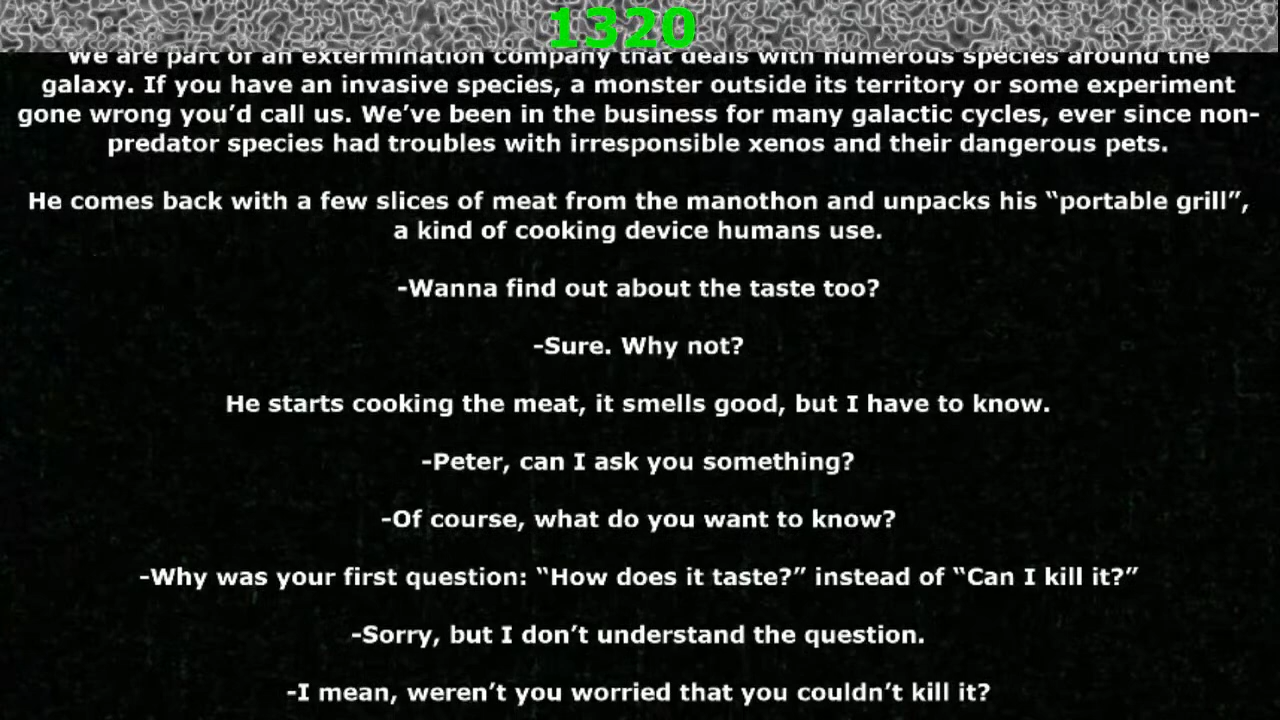 1320
We are part of an extermination company that deals with numerous species around the
galaxy. If you have an invasive species, a monster outside its territory or some experiment
gone wrong you’d call us. We’ve been in the business for many galactic cycles, ever since non-
predator species had troubles with irresponsible xenos and their dangerous pets.
He comes back with a few slices of meat from the manothon and unpacks his “portable grill”,
a kind of cooking device humans use.
-Wanna find out about the taste too?
-Sure. Why not?
He starts cooking the meat, it smells good, but I have to know.
-Peter, can I ask you something?
-Of course, what do you want to know?
-Why was your first question: “How does it taste?” instead of “Can I kill it?”
-Sorry, but I don’t understand the question.
-I mean, weren’t you worried that you couldn’t kill it?